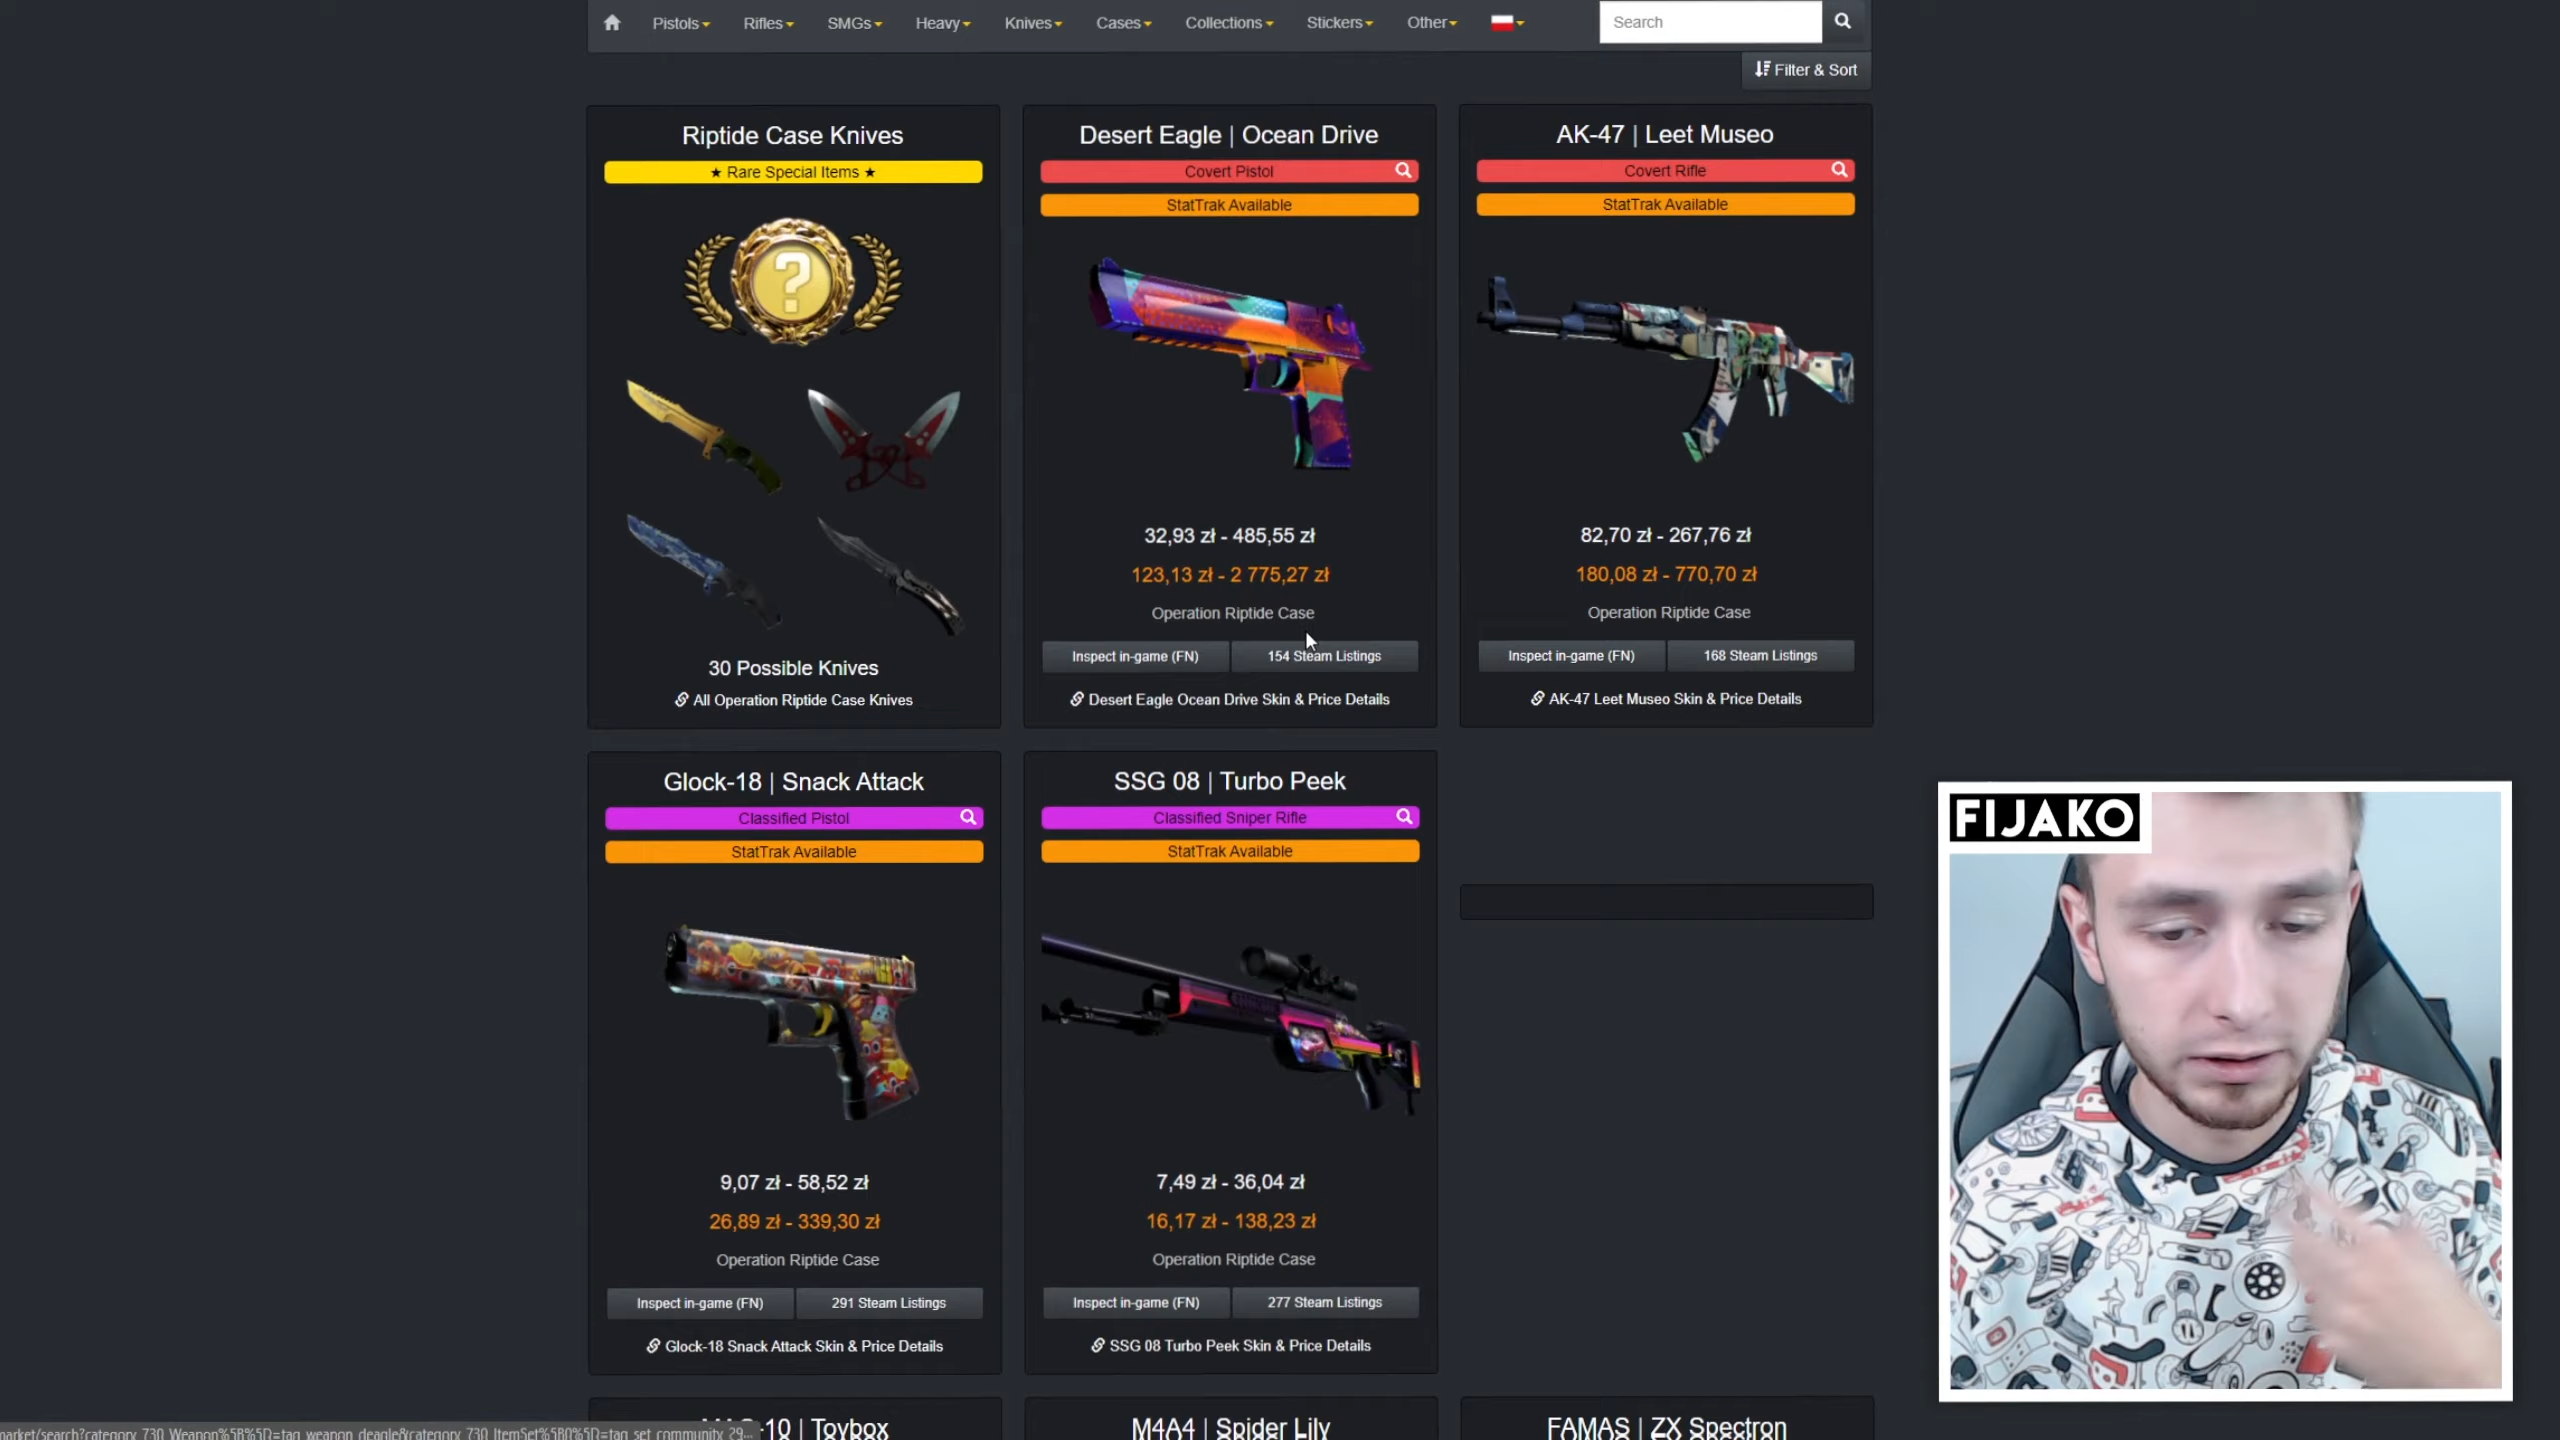 Pistols Rifles SMGs Heavy Knives Cases Collections Stickers Other Search
Filter & Sort
Riptide Case Knives
★ Rare Special Items ★
30 Possible Knives
All Operation Riptide Case Knives
Desert Eagle | Ocean Drive
Covert Pistol
StatTrak Available
32,93 zł - 485,55 zł
123,13 zł - 2 775,27 zł
Operation Riptide Case
Inspect in-game (FN) 154 Steam Listings
Desert Eagle Ocean Drive Skin & Price Details
AK-47 | Leet Museo
Covert Rifle
StatTrak Available
82,70 zł - 267,76 zł
180,08 zł - 770,70 zł
Operation Riptide Case
Inspect in-game (FN) 168 Steam Listings
AK-47 Leet Museo Skin & Price Details
Glock-18 | Snack Attack
Classified Pistol
StatTrak Available
9,07 zł - 58,52 zł
26,89 zł - 339,30 zł
Operation Riptide Case
Inspect in-game (FN) 291 Steam Listings
Glock-18 Snack Attack Skin & Price Details
SSG 08 | Turbo Peek
Classified Sniper Rifle
StatTrak Available
7,49 zł - 36,04 zł
16,17 zł - 138,23 zł
Operation Riptide Case
Inspect in-game (FN) 277 Steam Listings
SSG 08 Turbo Peek Skin & Price Details
FIJAKO
MAC-10 | Toybox
M4A4 | Spider Lily
FAMAS | ZX Spectron